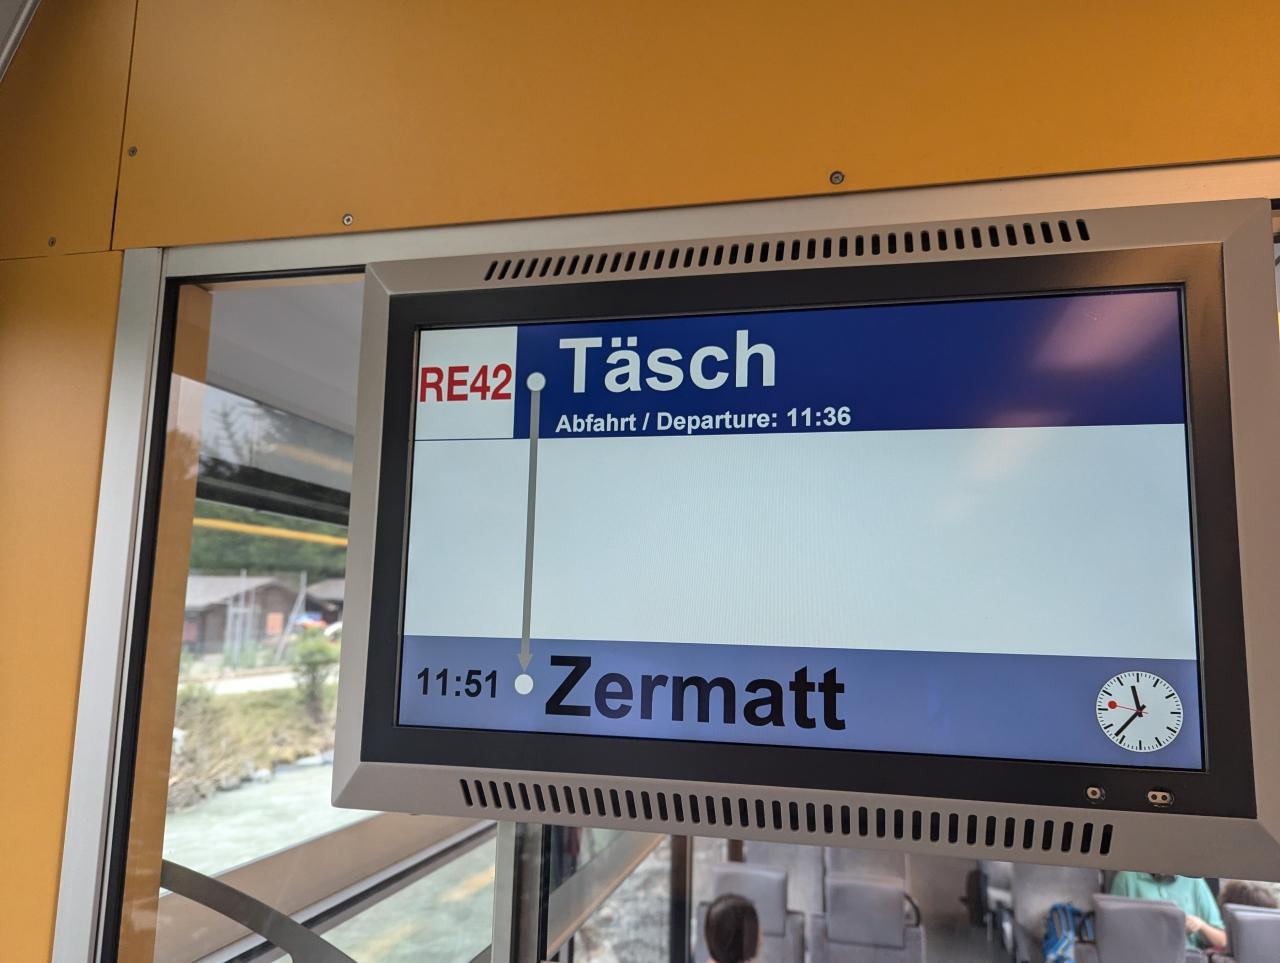 RE42
Täsch
Abfahrt / Departure: 11:36
11:51 Zermatt